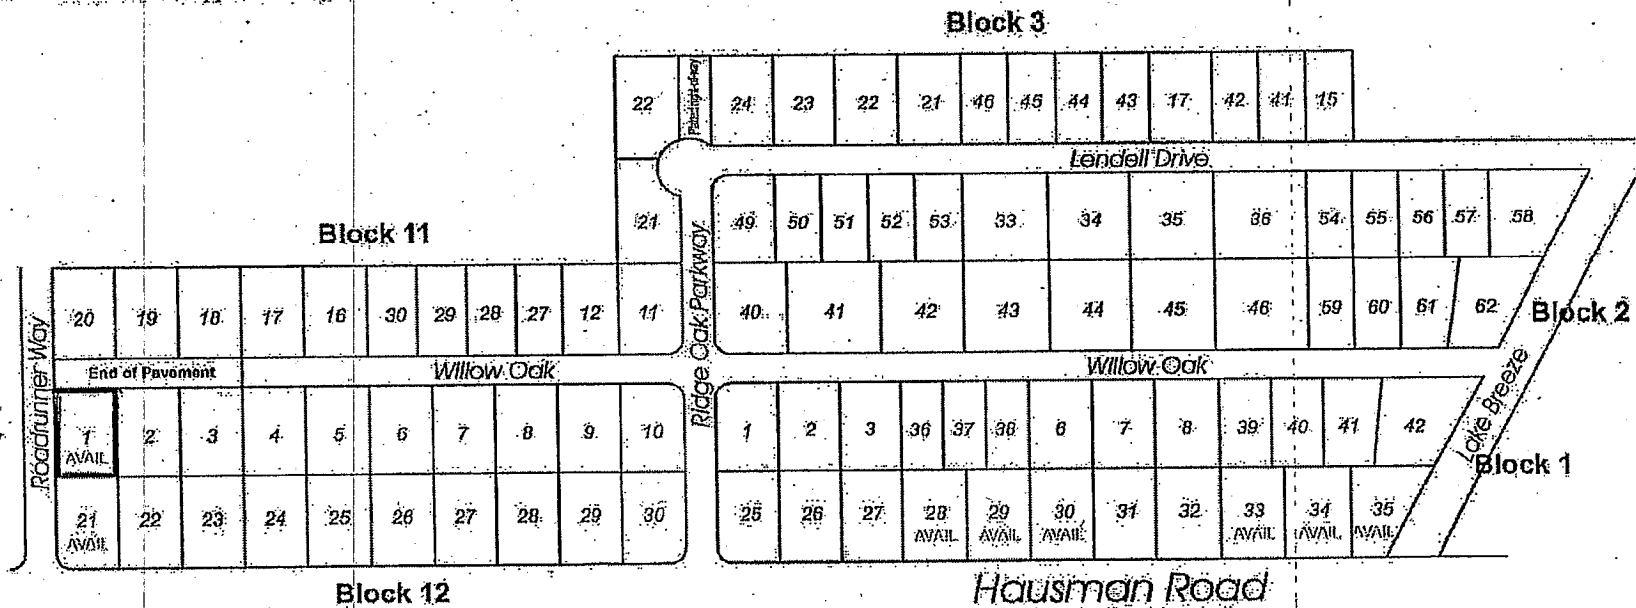 Block 3
22 24 23 22 21 46 45 44 43 17 42 41 15
Lendell Drive
21 49 50 51 52 53 33 34 35 36 54 55 56 57 58
Block 11
Ridge Oak Parkway
20 19 18 17 16 30 29 28 27 12 11 40 41 42 43 44 45 46 59 60 61 62
Block 2
Roadrunner Way
End of Pavement Willow Oak Willow Oak
Lake Breeze
1 2 3 4 5 6 7 8 9 10 1 2 3 36 37 38 6 7 8 39 40 41 42
AVAIL
Block 1
21 22 23 24 25 26 27 28 29 30 25 26 27 28 29 30 31 32 33 34 35
AVAIL AVAIL AVAIL AVAIL AVAIL AVAIL AVAIL
Block 12
Hausman Road